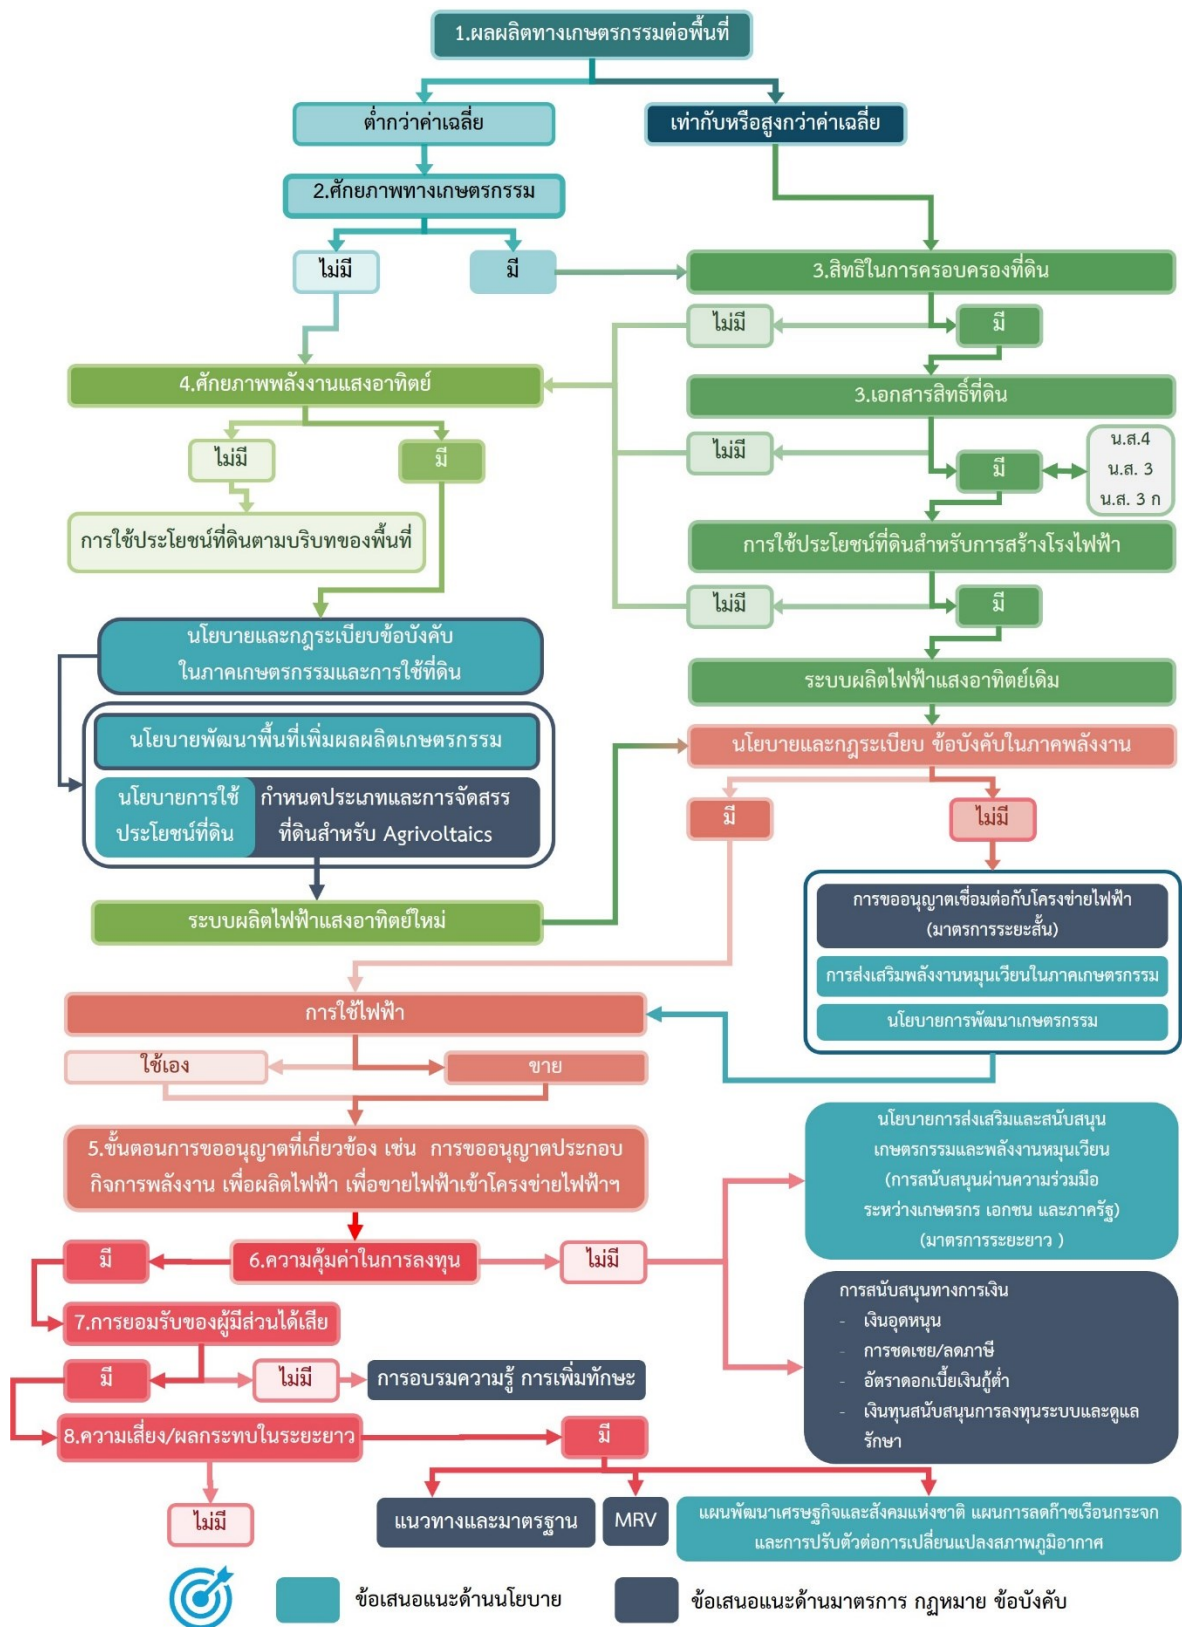 1.ผลผลิตทางเกษตรกรรมต่อพื้นที่
ต่ำกว่าค่าเฉลี่ย
เท่ากับหรือสูงกว่าค่าเฉลี่ย
2.ศักยภาพทางเกษตรกรรม
ไม่มี
มี
3.สิทธิในการครอบครองที่ดิน
ไม่มี
มี
4.ศักยภาพพลังงานแสงอาทิตย์
3.เอกสารสิทธิ์ที่ดิน
ไม่มี
มี
ไม่มี
มี
น.ส.4
น.ส. 3
น.ส. 3 ก
การใช้ประโยชน์ที่ดินตามบริบทของพื้นที่
การใช้ประโยชน์ที่ดินสำหรับการสร้างโรงไฟฟ้า
ไม่มี
มี
นโยบายและกฎระเบียบข้อบังคับ
ในภาคเกษตรกรรมและการใช้ที่ดิน
ระบบผลิตไฟฟ้าแสงอาทิตย์เดิม
นโยบายพัฒนาพื้นที่เพิ่มผลผลิตเกษตรกรรม
นโยบายและกฎระเบียบ ข้อบังคับในภาคพลังงาน
นโยบายการใช้
ประโยชน์ที่ดิน
กำหนดประเภทและการจัดสรร
ที่ดินสำหรับ Agrivoltaics
มี
ไม่มี
ระบบผลิตไฟฟ้าแสงอาทิตย์ใหม่
การขออนุญาตเชื่อมต่อกับโครงข่ายไฟฟ้า
(มาตรการระยะสั้น)
การส่งเสริมพลังงานหมุนเวียนในภาคเกษตรกรรม
นโยบายการพัฒนาเกษตรกรรม
การใช้ไฟฟ้า
ใช้เอง
ขาย
5.ขั้นตอนการขออนุญาตที่เกี่ยวข้อง เช่น การขออนุญาตประกอบ
กิจการพลังงาน เพื่อผลิตไฟฟ้า เพื่อขายไฟฟ้าเข้าโครงข่ายไฟฟ้าฯ
นโยบายการส่งเสริมและสนับสนุน
เกษตรกรรมและพลังงานหมุนเวียน
(การสนับสนุนผ่านความร่วมมือ
ระหว่างเกษตรกร เอกชน และภาครัฐ)
(มาตรการระยะยาว )
มี
6.ความคุ้มค่าในการลงทุน
ไม่มี
การสนับสนุนทางการเงิน
- เงินอุดหนุน
- การชดเชย/ลดภาษี
- อัตราดอกเบี้ยเงินกู้ต่ำ
- เงินทุนสนับสนุนการลงทุนระบบและดูแล
รักษา
7.การยอมรับของผู้มีส่วนได้เสีย
มี
ไม่มี
การอบรมความรู้ การเพิ่มทักษะ
8.ความเสี่ยง/ผลกระทบในระยะยาว
มี
ไม่มี
แนวทางและมาตรฐาน
MRV
แผนพัฒนาเศรษฐกิจและสังคมแห่งชาติ แผนการลดก๊าซเรือนกระจก
และการปรับตัวต่อการเปลี่ยนแปลงสภาพภูมิอากาศ
ข้อเสนอแนะด้านนโยบาย
ข้อเสนอแนะด้านมาตรการ กฏหมาย ข้อบังคับ